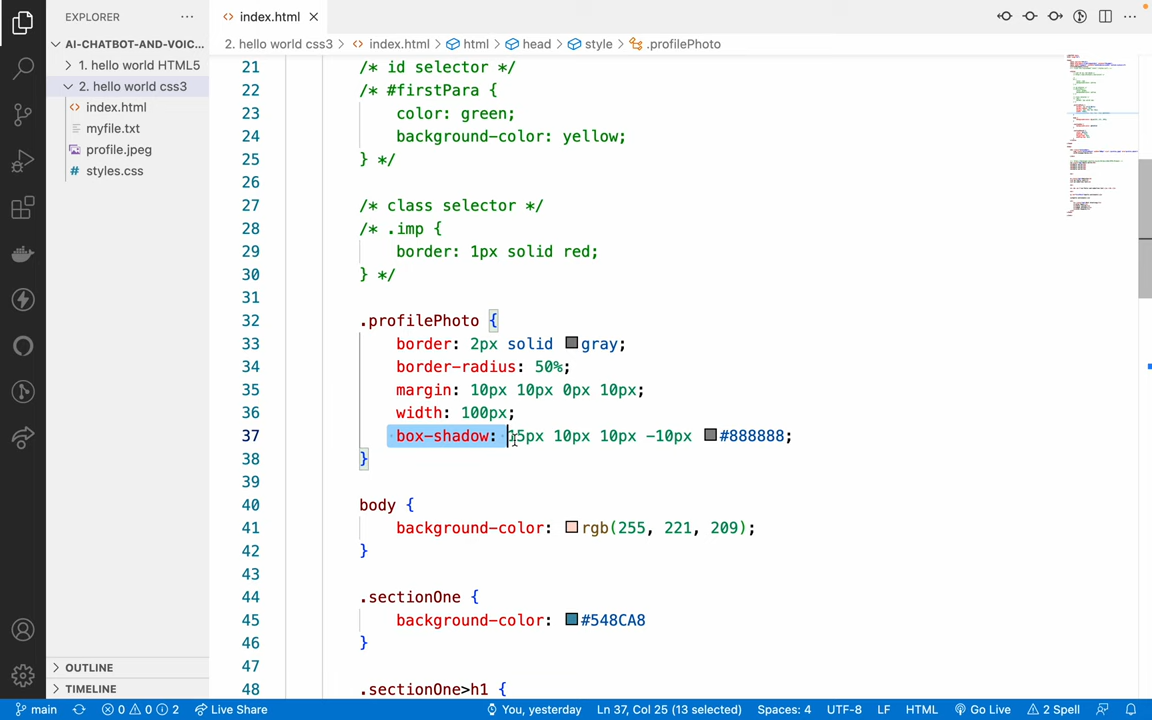 EXPLORER
index.html
AI-CHATBOT-AND-VOIC...
1. hello world HTML5
2. hello world css3
index.html
myfile.txt
profile.jpeg
styles.css
OUTLINE
TIMELINE
2. hello world css3 > index.html > html > head > style > .profilePhoto
21 /* id selector */
22 /* #firstPara {
23 color: green;
24 background-color: yellow;
25 } */
26
27 /* class selector */
28 /* .imp {
29 border: 1px solid red;
30 } */
31
32 .profilePhoto {
33 border: 2px solid gray;
34 border-radius: 50%;
35 margin: 10px 10px 0px 10px;
36 width: 100px;
37 box-shadow: 15px 10px 10px -10px #888888;
38 }
39
40 body {
41 background-color: rgb(255, 221, 209);
42 }
43
44 .sectionOne {
45 background-color: #548CA8
46 }
47
48 .sectionOne>h1 {
main 0 0 2 Live Share You, yesterday Ln 37, Col 25 (13 selected) Spaces: 4 UTF-8 LF HTML Go Live 2 Spell